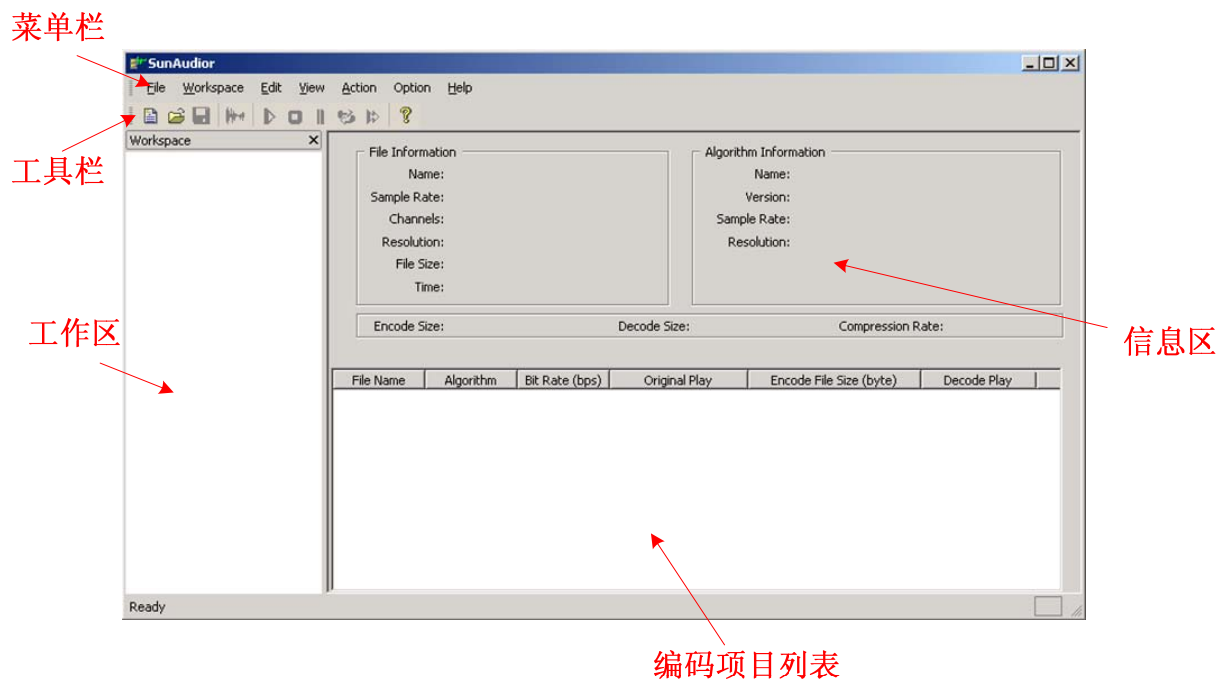 菜单栏
SunAudior
File Workspace Edit View Action Option Help
工具栏
Workspace
File Information
Name:
Sample Rate:
Channels:
Resolution:
File Size:
Time:
Algorithm Information
Name:
Version:
Sample Rate:
Resolution:
工作区
信息区
Encode Size: Decode Size: Compression Rate:
File Name Algorithm Bit Rate (bps) Original Play Encode File Size (byte) Decode Play
Ready
编码项目列表